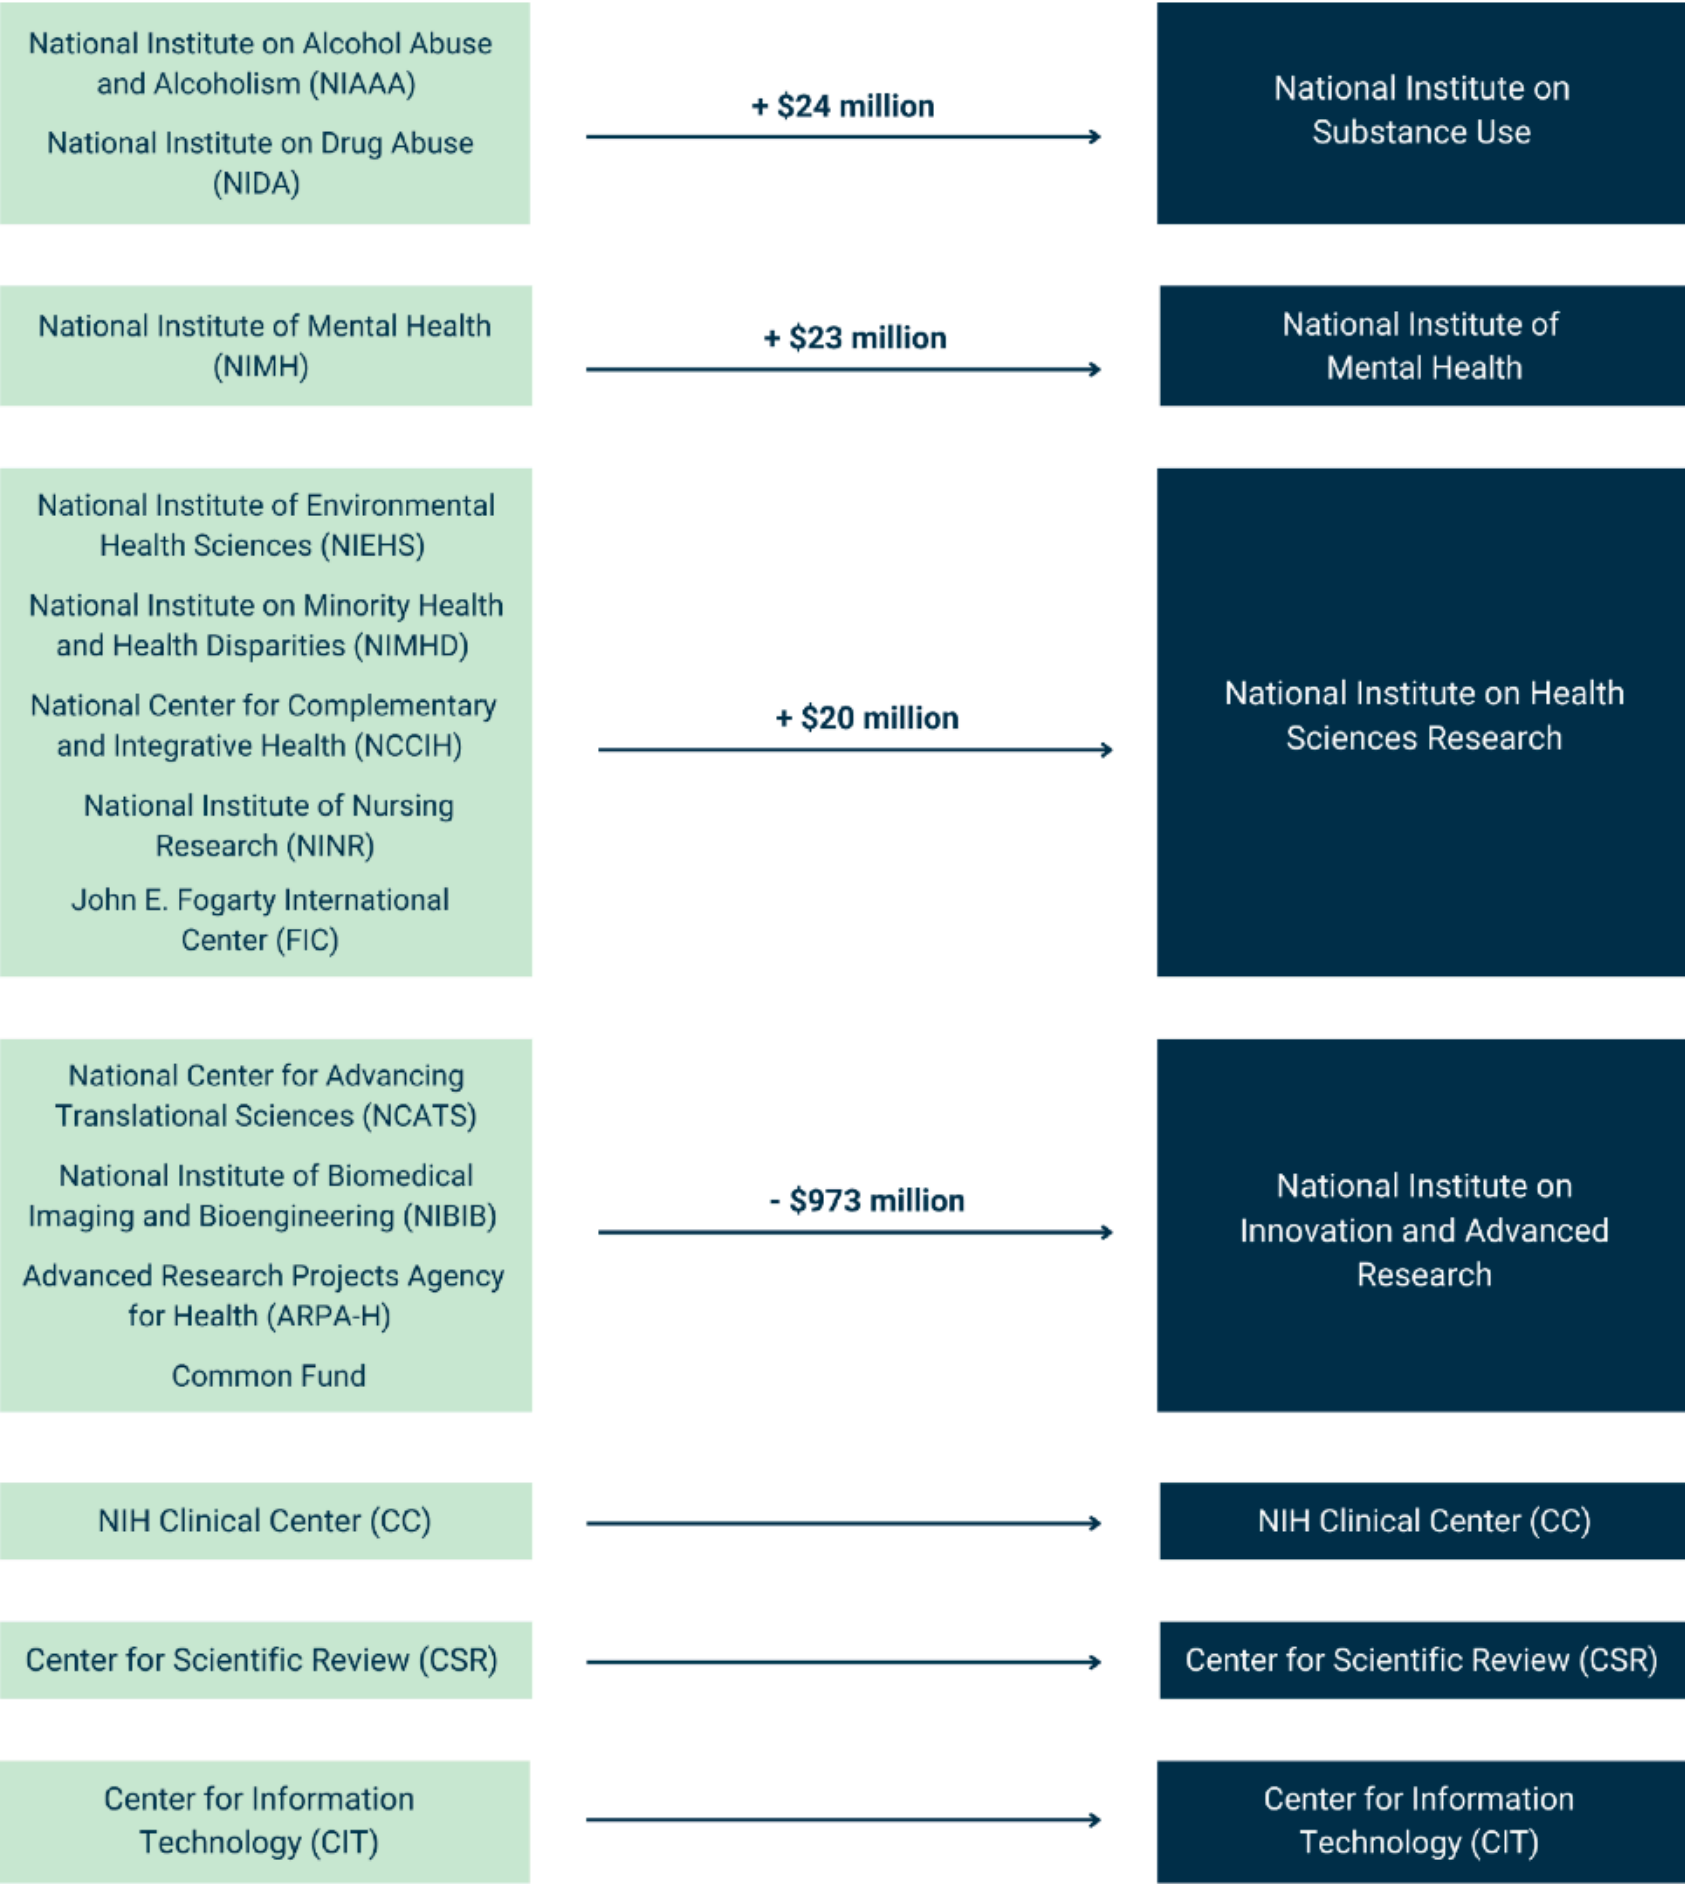 National Institute on Alcohol Abuse
and Alcoholism (NIAAA)
National Institute on Drug Abuse
(NIDA)
+ $24 million
National Institute on
Substance Use
National Institute of Mental Health
(NIMH)
+ $23 million
National Institute of
Mental Health
National Institute of Environmental
Health Sciences (NIEHS)
National Institute on Minority Health
and Health Disparities (NIMHD)
National Center for Complementary
and Integrative Health (NCCIH)
National Institute of Nursing
Research (NINR)
John E. Fogarty International
Center (FIC)
+ $20 million
National Institute on Health
Sciences Research
National Center for Advancing
Translational Sciences (NCATS)
National Institute of Biomedical
Imaging and Bioengineering (NIBIB)
Advanced Research Projects Agency
for Health (ARPA-H)
Common Fund
- $973 million
National Institute on
Innovation and Advanced
Research
NIH Clinical Center (CC)
NIH Clinical Center (CC)
Center for Scientific Review (CSR)
Center for Scientific Review (CSR)
Center for Information
Technology (CIT)
Center for Information
Technology (CIT)